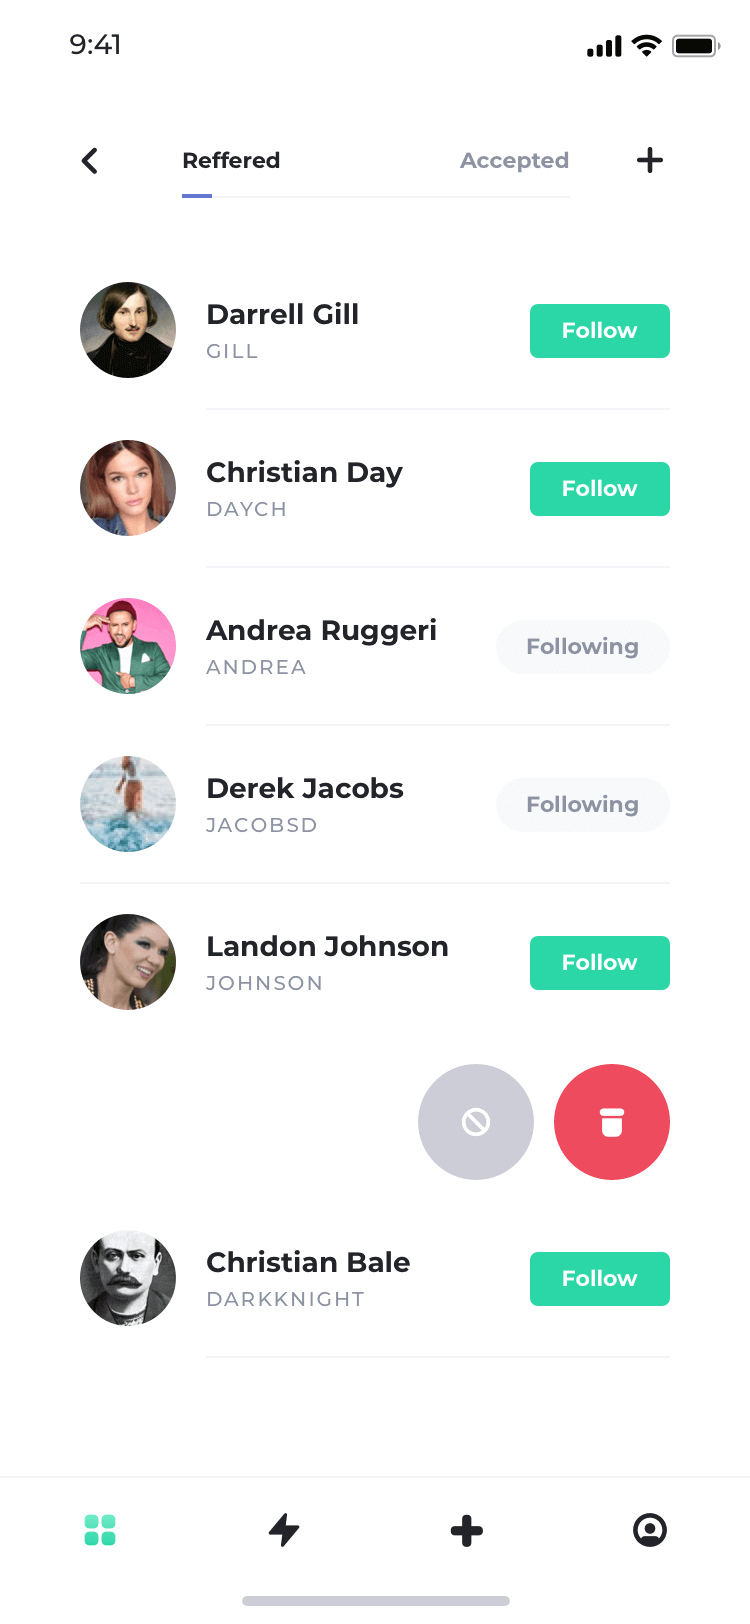 9:41
Reffered Accepted
Darrell Gill
GILL
Follow
Christian Day
DAYCH
Follow
Andrea Ruggeri
ANDREA
Following
Derek Jacobs
JACOBSD
Following
Landon Johnson
JOHNSON
Follow
Christian Bale
DARKKNIGHT
Follow